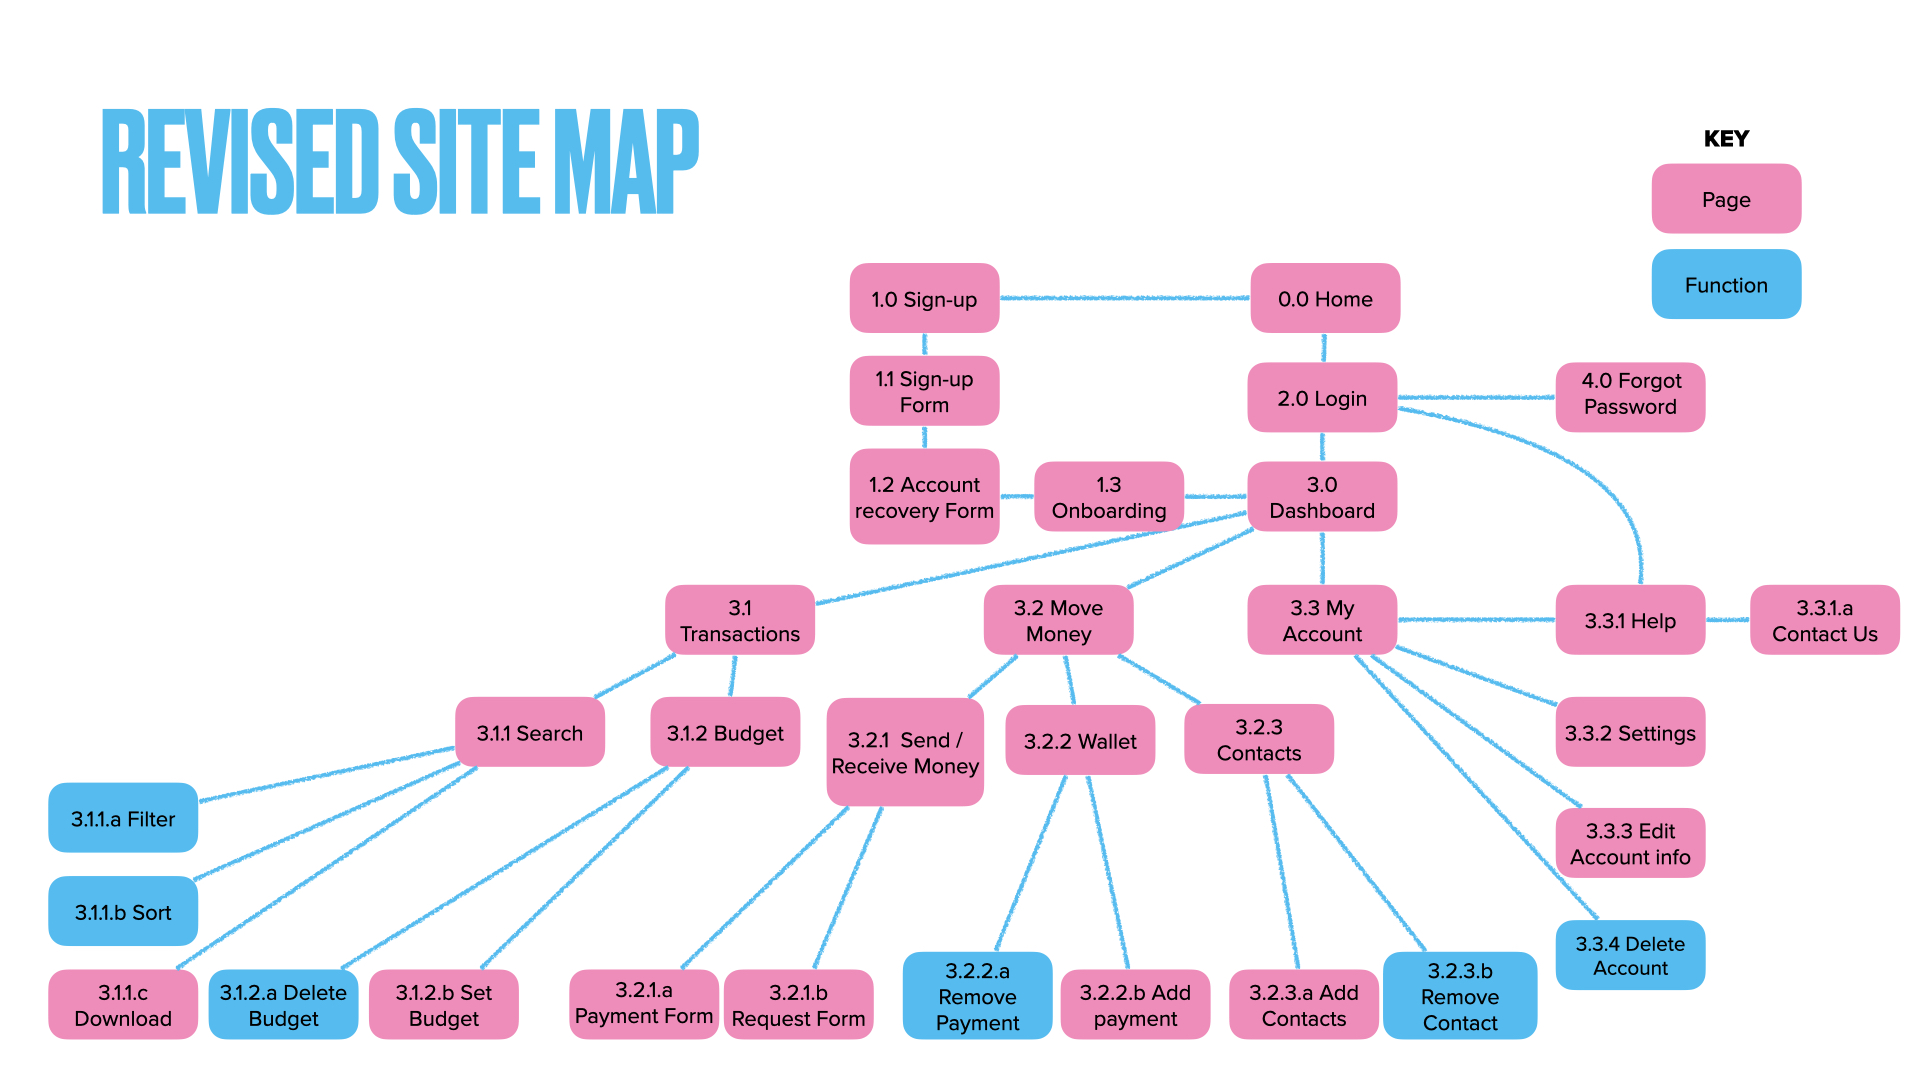 REVISED SITE MAP
KEY
Page
Function
1.0 Sign-up
0.0 Home
1.1 Sign-up
Form
2.0 Login
4.0 Forgot
Password
1.2 Account
recovery Form
1.3
Onboarding
3.0
Dashboard
3.1
Transactions
3.2 Move
Money
3.3 My
Account
3.3.1 Help
3.3.1.a
Contact Us
3.1.1 Search
3.1.2 Budget
3.2.1 Send /
Receive Money
3.2.2 Wallet
3.2.3
Contacts
3.3.2 Settings
3.1.1.a Filter
3.3.3 Edit
Account info
3.1.1.b Sort
3.3.4 Delete
Account
3.1.1.c
Download
3.1.2.a Delete
Budget
3.1.2.b Set
Budget
3.2.1.a
Payment Form
3.2.1.b
Request Form
3.2.2.a
Remove
Payment
3.2.2.b Add
payment
3.2.3.a Add
Contacts
3.2.3.b
Remove
Contact